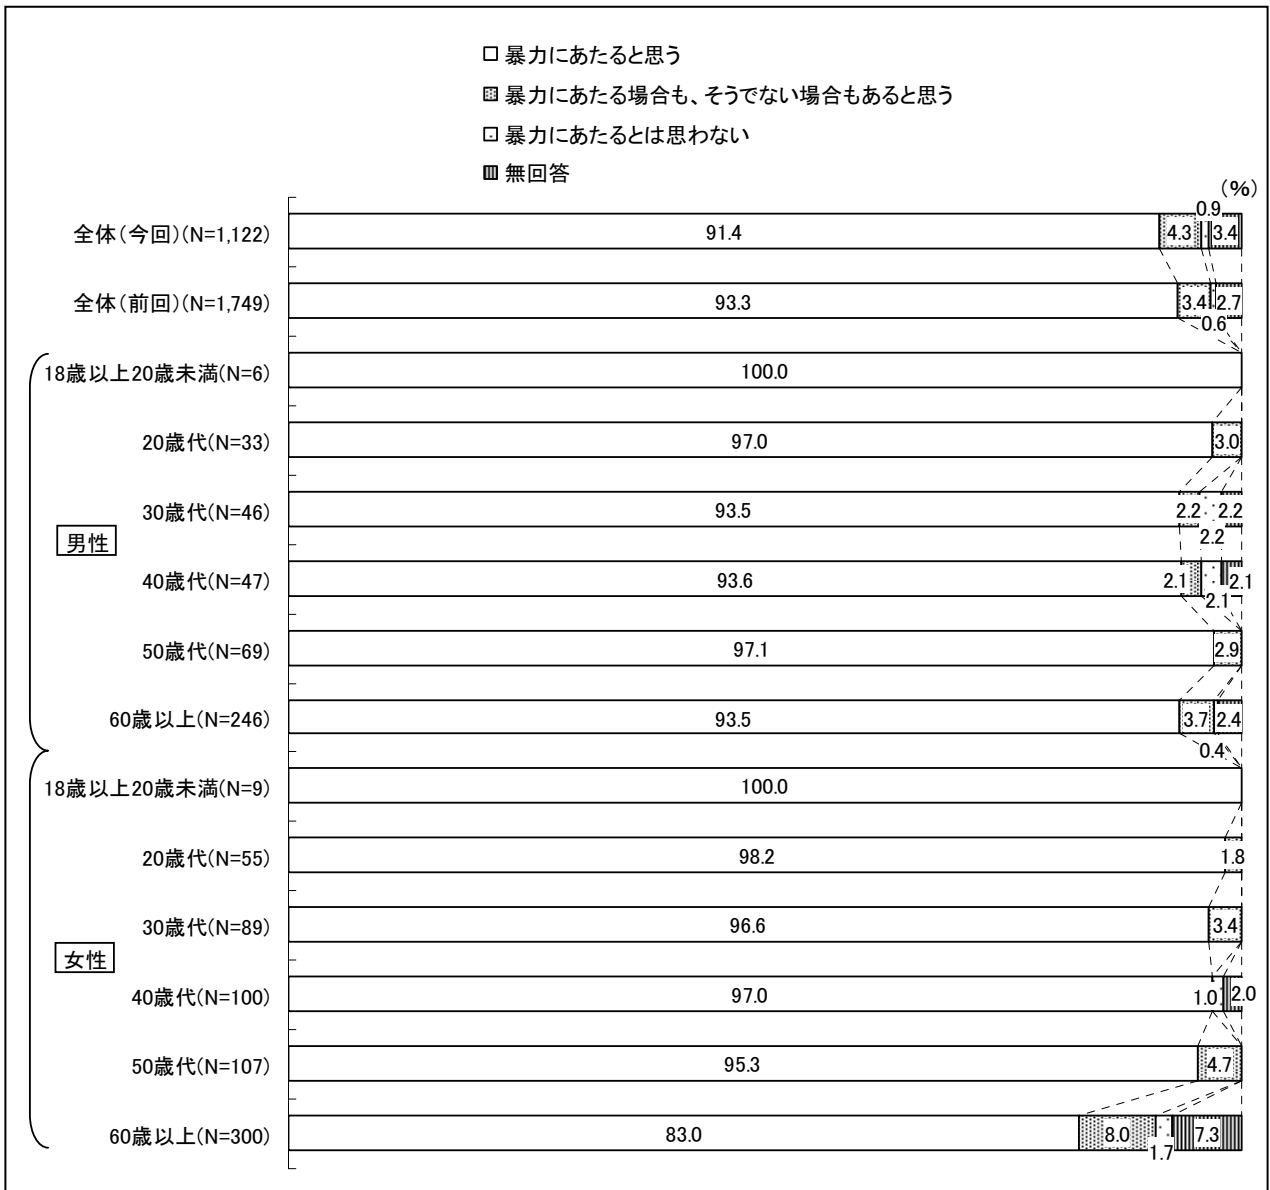 暴力にあたると思う
暴力にあたる場合も、そうでない場合もあると思う
暴力にあたるとは思わない
無回答
(%)
全体(今回)(N=1,122) 91.4 4.3 0.9 3.4
全体(前回)(N=1,749) 93.3 3.4 0.6 2.7
男性
18歳以上20歳未満(N=6) 100.0
20歳代(N=33) 97.0 3.0
30歳代(N=46) 93.5 2.2 2.2 2.2
40歳代(N=47) 93.6 2.1 2.1 2.1
50歳代(N=69) 97.1 2.9
60歳以上(N=246) 93.5 3.7 0.4 2.4
女性
18歳以上20歳未満(N=9) 100.0
20歳代(N=55) 98.2 1.8
30歳代(N=89) 96.6 3.4
40歳代(N=100) 97.0 1.0 2.0
50歳代(N=107) 95.3 4.7
60歳以上(N=300) 83.0 8.0 1.7 7.3